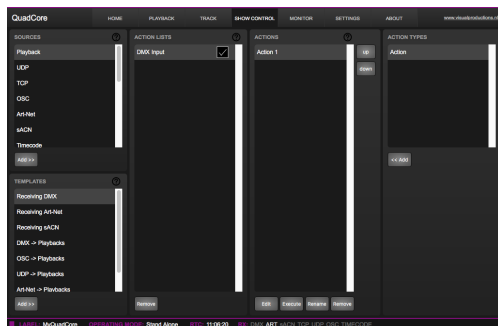 QuadCore
HOME PLAYBACK TRACK SHOW CONTROL MONITOR SETTINGS ABOUT www.visualproductions.nl
SOURCES ?
Playback
UDP
TCP
OSC
Art-Net
sACN
Timecode
Add >>
TEMPLATES ?
Receiving DMX
Receiving Art-Net
Receiving sACN
DMX -> Playbacks
OSC -> Playbacks
UDP -> Playbacks
Art-Net -> Playbacks
Add >>
ACTION LISTS ?
DMX Input
Remove
ACTIONS ?
Action 1
up
down
Edit Execute Rename Remove
ACTION TYPES
Action
<< Add
LABEL: MyQuadCore OPERATING MODE: Stand Alone RTC: 11:06:20 RX: DMX ART sACN TCP UDP OSC TIMECODE